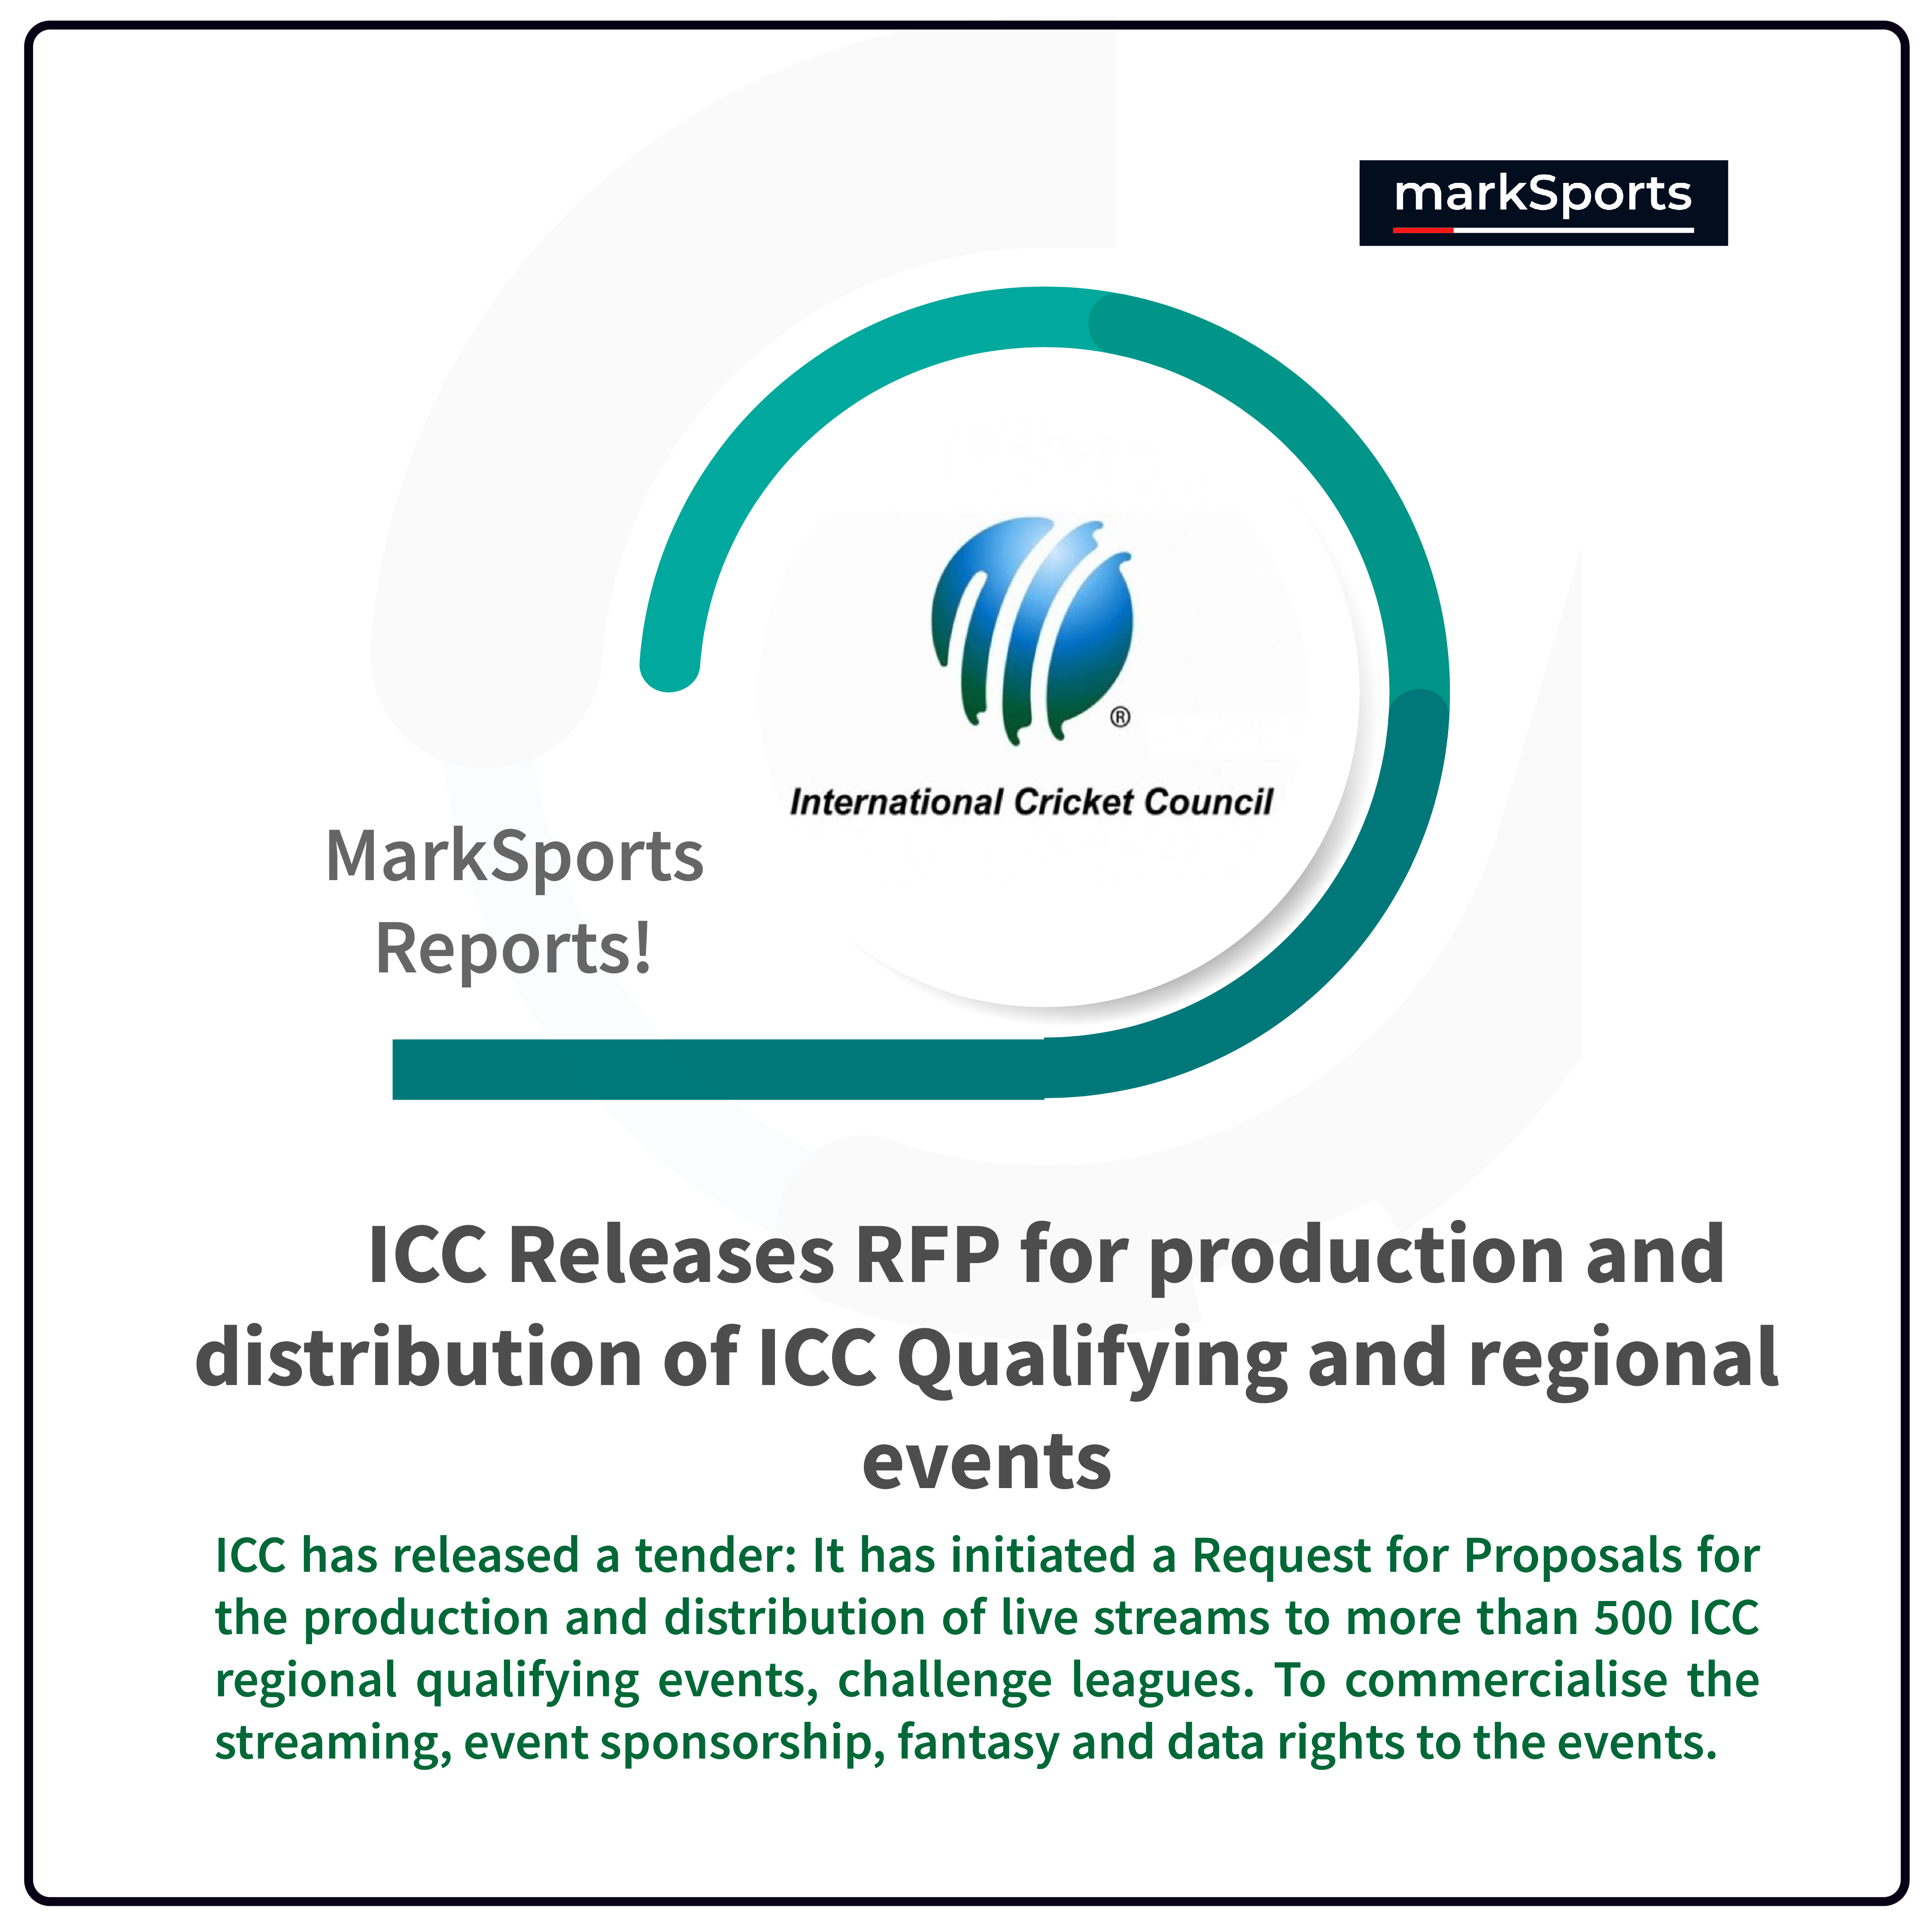 markSports
®
International Cricket Council
MarkSports
Reports!
ICC Releases RFP for production and
distribution of ICC Qualifying and regional
events
ICC has released a tender: It has initiated a Request for Proposals for
the production and distribution of live streams to more than 500 ICC
regional qualifying events, challenge leagues. To commercialise the
streaming, event sponsorship, fantasy and data rights to the events.